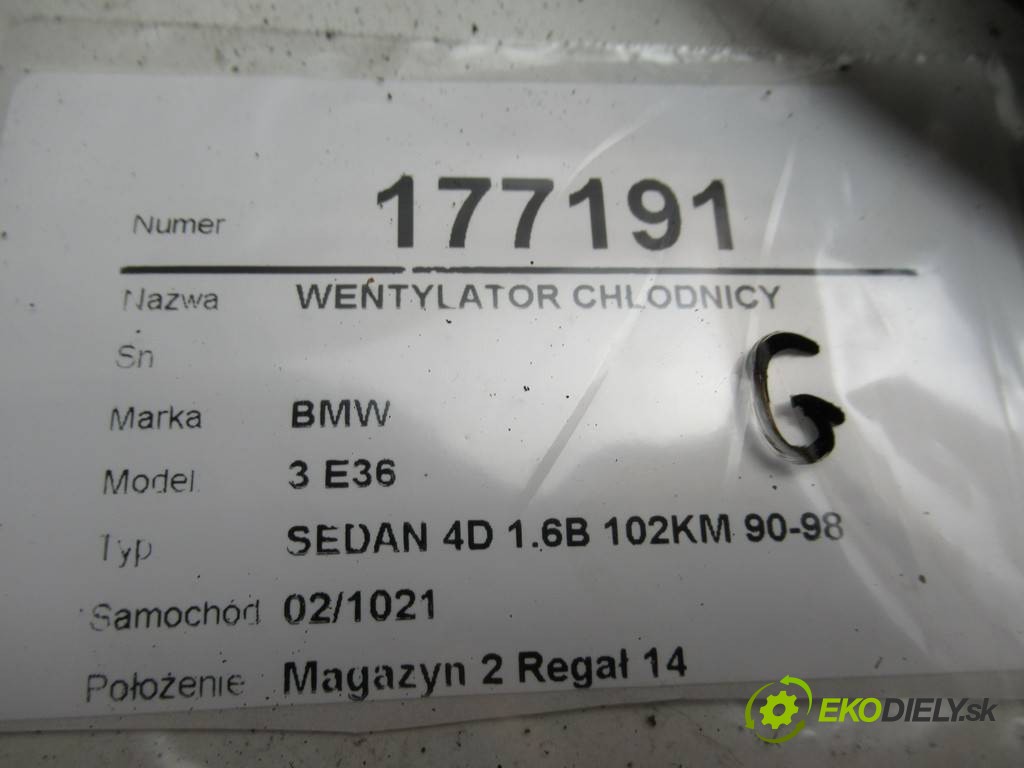 Numer 177191
Nazwa WENTYLATOR CHŁODNICY
Sn
G
Marka BMW
Model 3 E36
Typ SEDAN 4D 1.6B 102KM 90-98
Samochód 02/1021
Położenie Magazyn 2 Regał 14
EKODIELY.sk